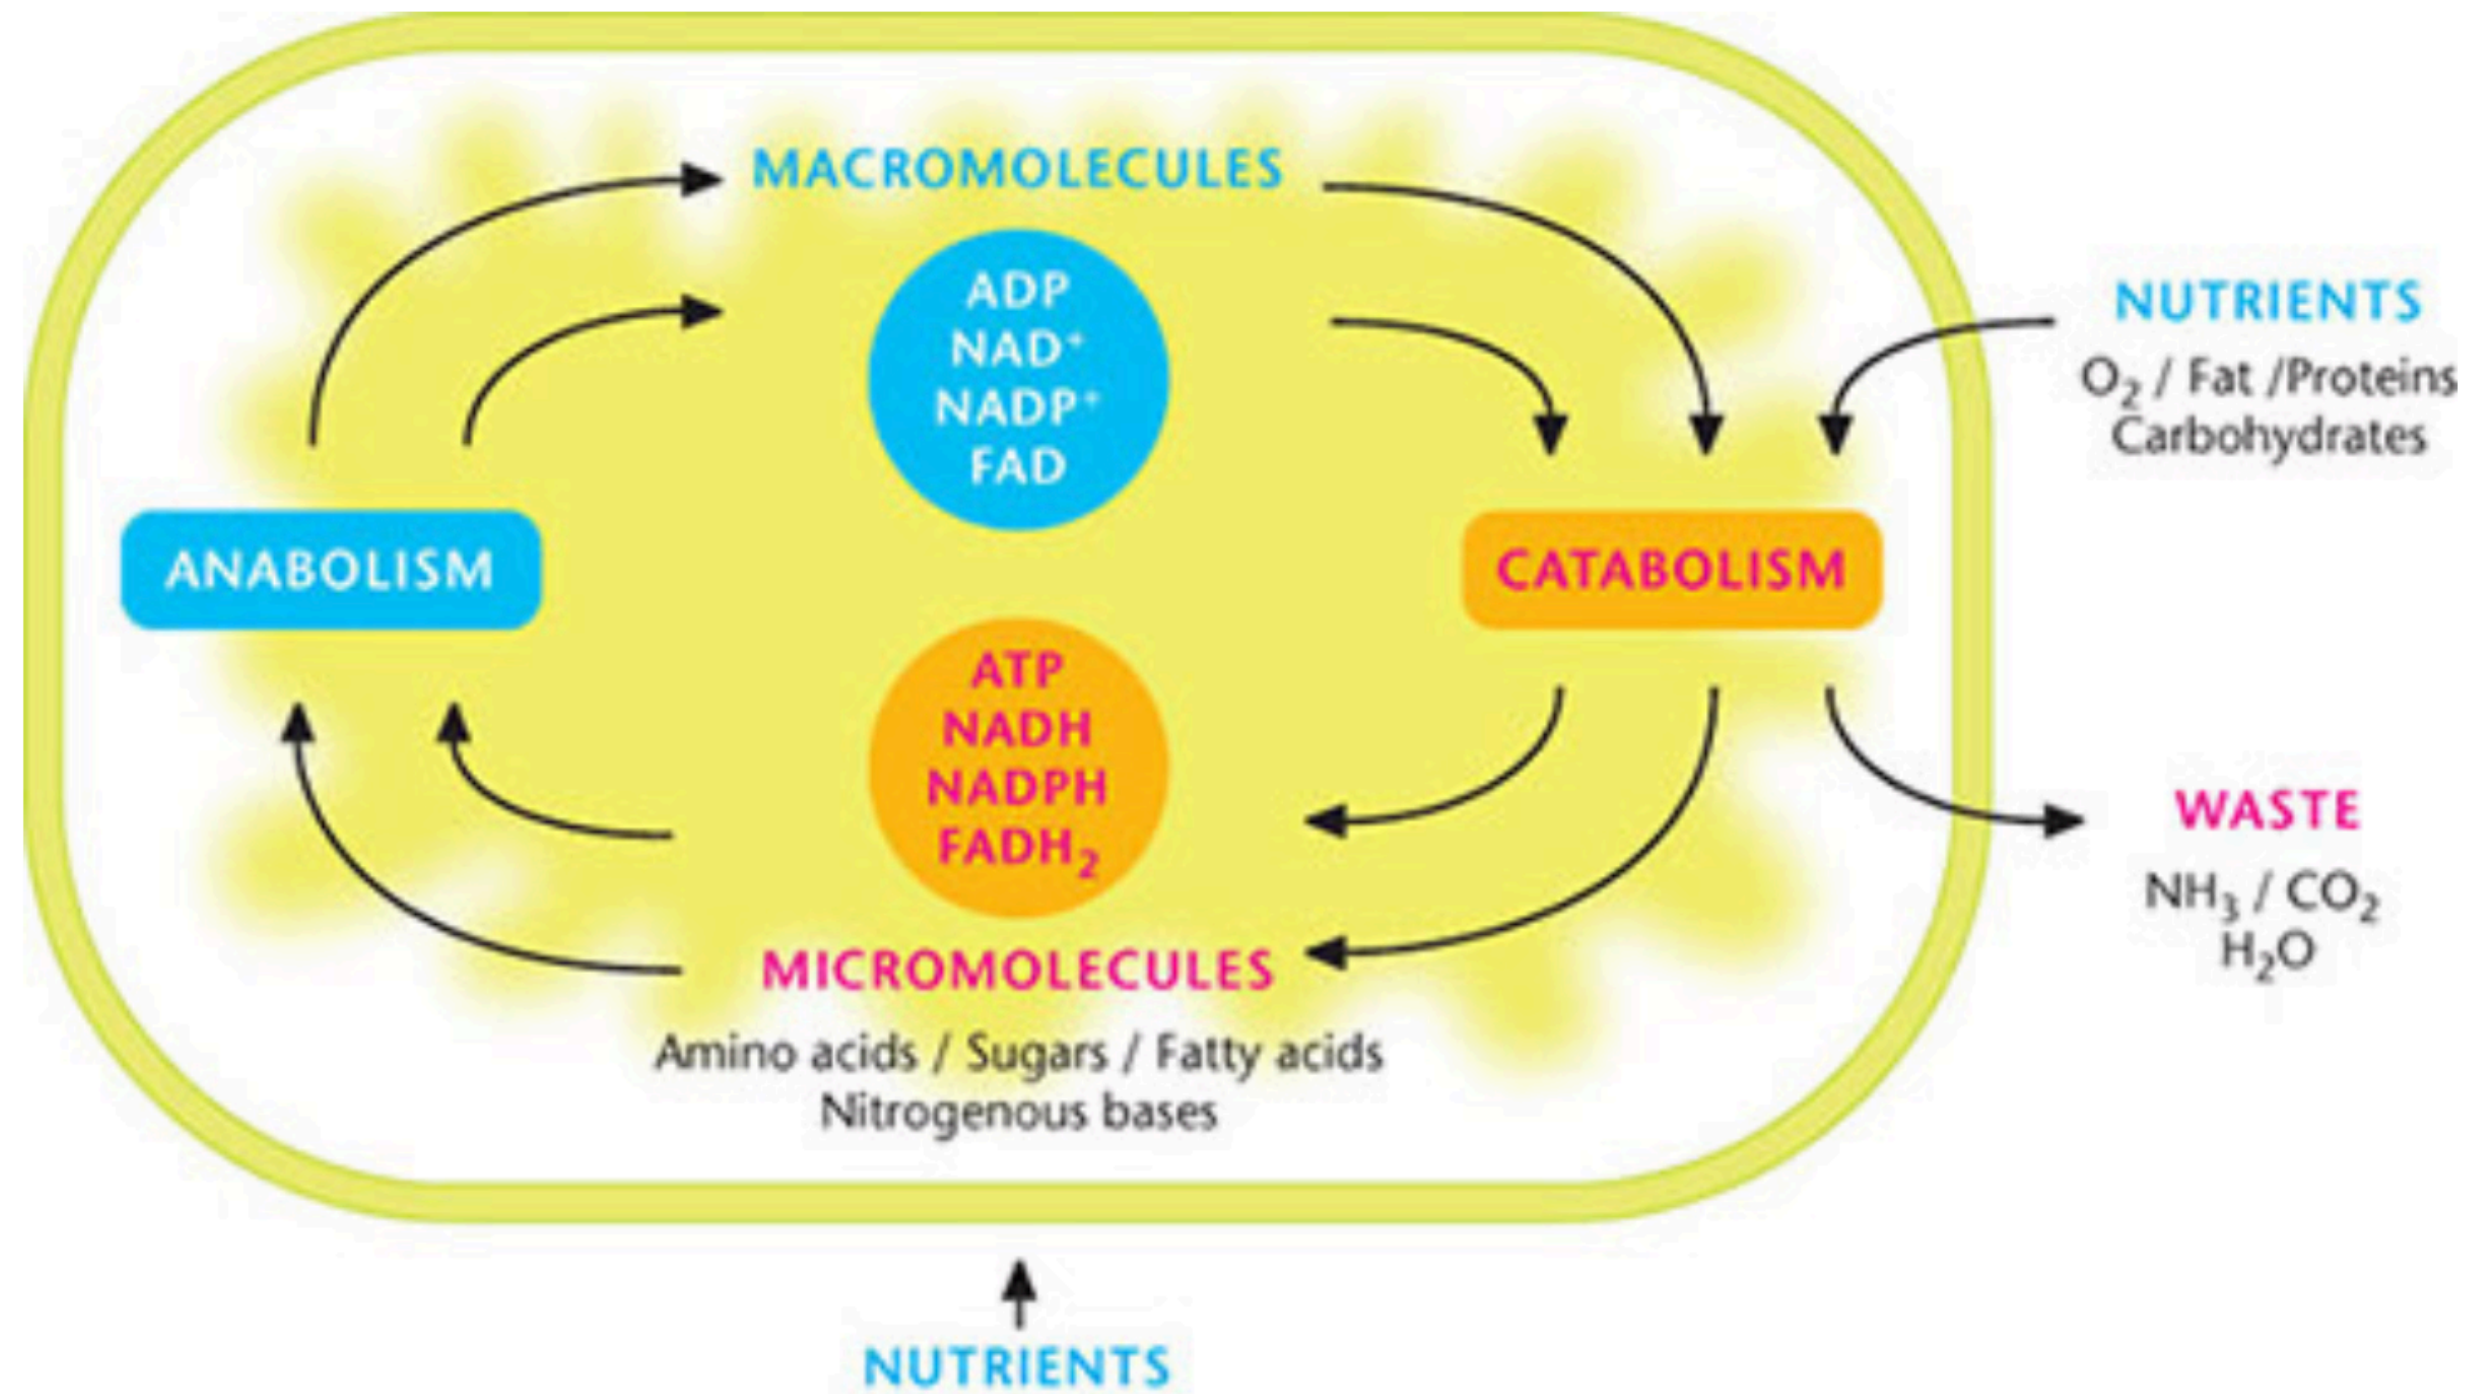 MACROMOLECULES
ADP
NAD⁺
NADP⁺
FAD
NUTRIENTS
O₂ / Fat /Proteins
Carbohydrates
ANABOLISM
CATABOLISM
ATP
NADH
NADPH
FADH₂
WASTE
NH₃ / CO₂
H₂O
MICROMOLECULES
Amino acids / Sugars / Fatty acids
Nitrogenous bases
NUTRIENTS